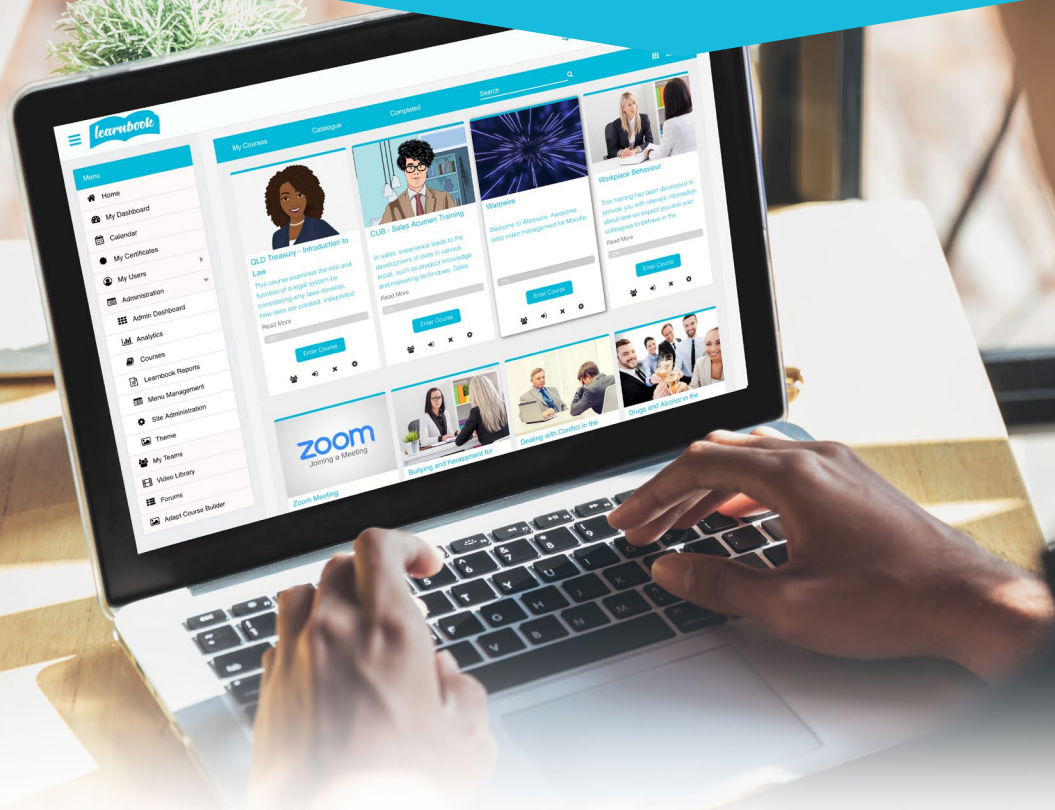 learnbook
Menu
Home
My Dashboard
Calendar
My Certificates
My Users
Administration
Admin Dashboard
Analytics
Courses
Learnbook Reports
Menu Management
Site Administration
Theme
My Teams
Video Library
Forums
Adapt Course Builder
My Courses
Catalogue
Completed
Search
QLD Treasury - Introduction to
Law
This course examines the role and
function of a legal system by
considering why laws develop,
how laws are created, interpreted
Read More
Enter Course
CUB - Sales Acumen Training
In sales, experience leads to the
development of skills in various
areas, such as product knowledge
and marketing techniques. Sales
Read More
Enter Course
Warpwire
Welcome to Warpwire. Awesome,
easy video management for Moodle.
Enter Course
Workplace Behaviour
This training has been developed to
provide you with relevant information
about how we expect you and your
colleagues to behave in the
Read More
Enter Course
zoom
Joining a Meeting
Zoom Meeting
Bullying and harassment for
Dealing with Conflict in the
Drugs and Alcohol in the
esc
5
6
7
8
9
T
Y
U
I
F
G
H
J
K
V
B
N
M